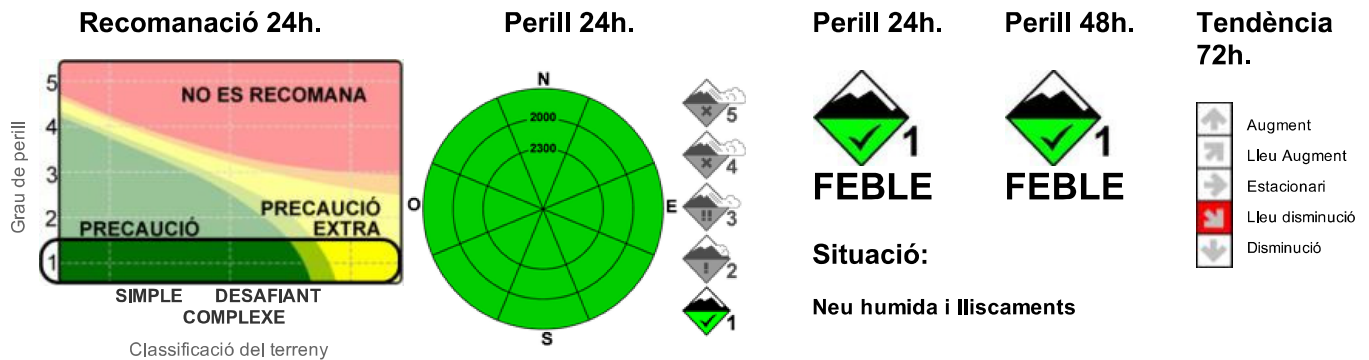 Recomanació 24h.
Grau de perill
5
4
3
2
1
NO ES RECOMANA
PRECAUCIÓ
EXTRA
PRECAUCIÓ
SIMPLE
DESAFIANT
COMPLEXE
Classificació del terreny
Perill 24h.
N
2000
2300
O
E
S
5
4
3
2
1
Perill 24h.
1
FEBLE
Perill 48h.
1
FEBLE
Situació:
Neu humida i lliscaments
Tendència
72h.
Augment
Lleu Augment
Estacionari
Lleu disminució
Disminució